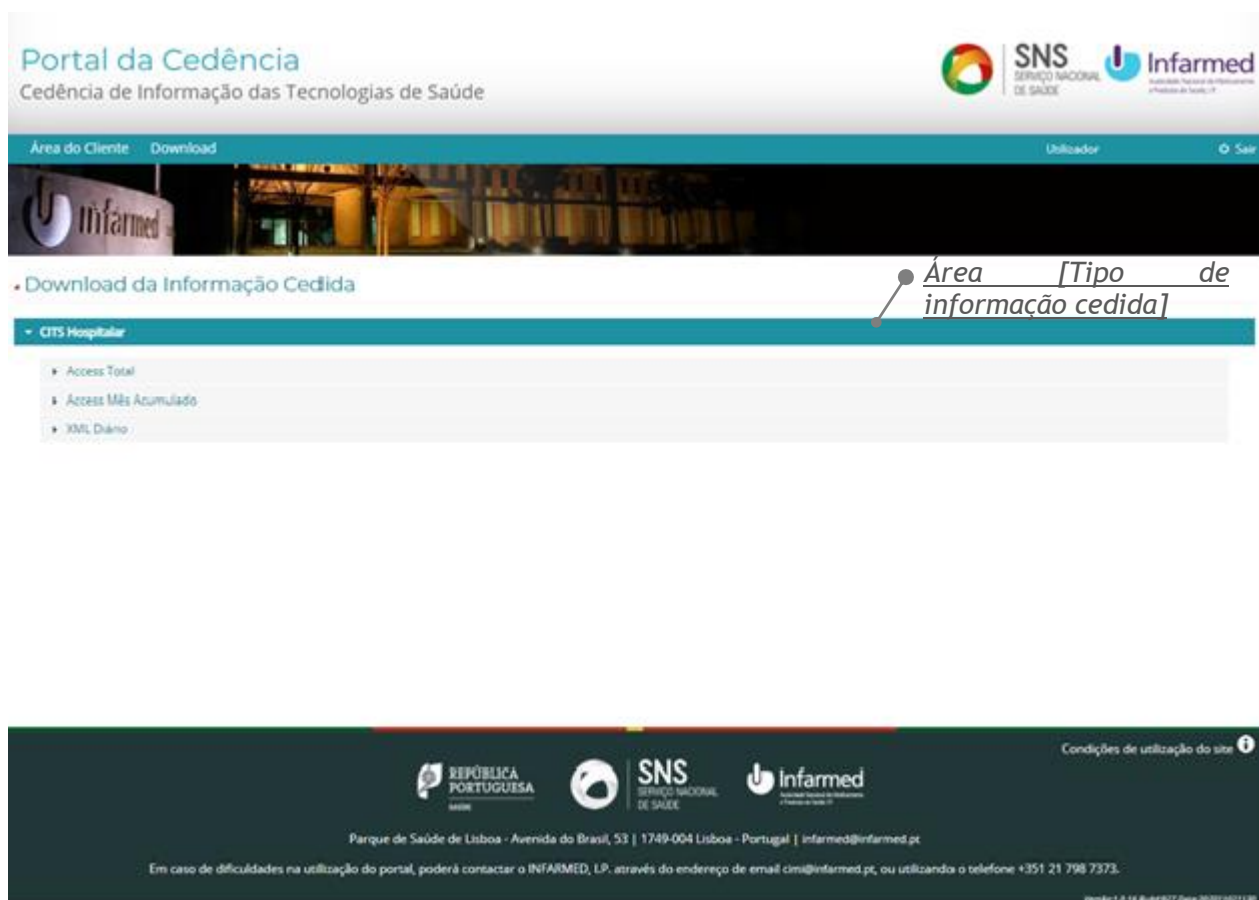 Portal da Cedência
Cedência de Informação das Tecnologias de Saúde
SNS
SERVIÇO NACIONAL
DE SAÚDE
Infarmed
Área do Cliente Download Utilizador Sair
infarmed
Download da Informação Cedida
Área [Tipo de
informação cedida]
CITS Hospitalar
Access Total
Access Mês Acumulado
XML Diário
Condições de utilização do site
REPÚBLICA
PORTUGUESA
SAÚDE
SNS
SERVIÇO NACIONAL
DE SAÚDE
Infarmed
Parque de Saúde de Lisboa - Avenida do Brasil, 53 | 1749-004 Lisboa - Portugal | infarmed@infarmed.pt
Em caso de dificuldades na utilização do portal, poderá contactar o INFARMED, I.P. através do endereço de email cimi@infarmed.pt, ou utilizando o telefone +351 21 798 7373.